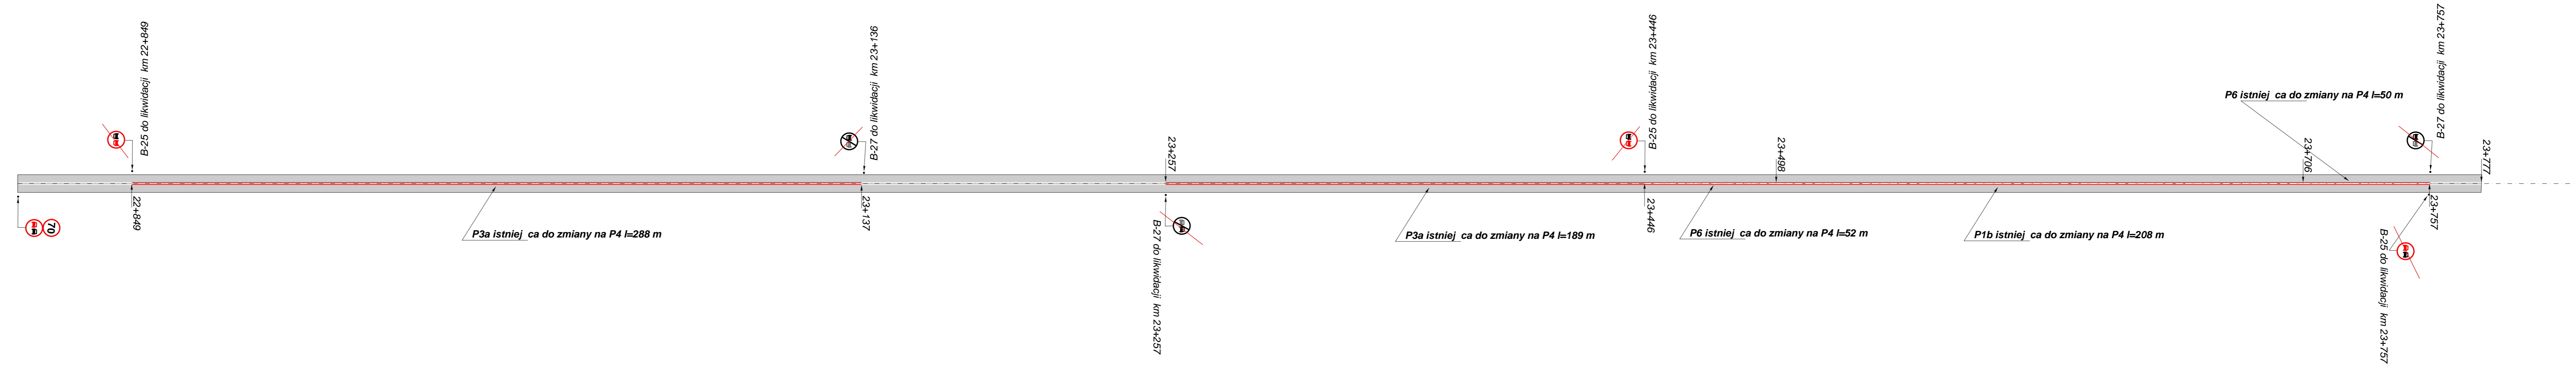 B-25 do likwidacji km 22+849
B-27 do likwidacji km 23+136
23+257
B-25 do likwidacji km 23+446
23+498
P6 istniej ca do zmiany na P4 l=50 m
23+706
B-27 do likwidacji km 23+757
23+777
70
22+849
P3a istniej ca do zmiany na P4 l=288 m
23+137
B-27 do likwidacji km 23+257
P3a istniej ca do zmiany na P4 l=189 m
23+446
P6 istniej ca do zmiany na P4 l=52 m
P1b istniej ca do zmiany na P4 l=208 m
B-25 do likwidacji km 23+757
23+757